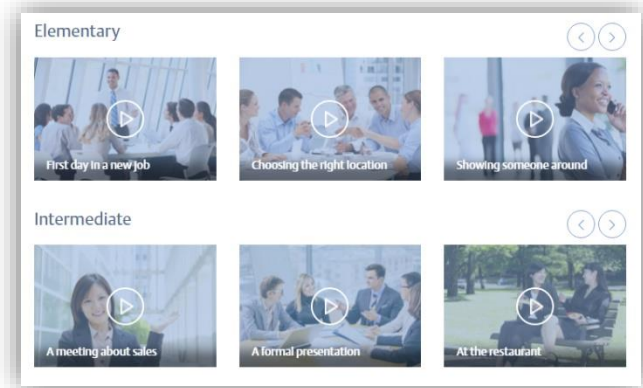 Elementary
First day in a new job
Choosing the right location
Showing someone around
Intermediate
A meeting about sales
A formal presentation
At the restaurant